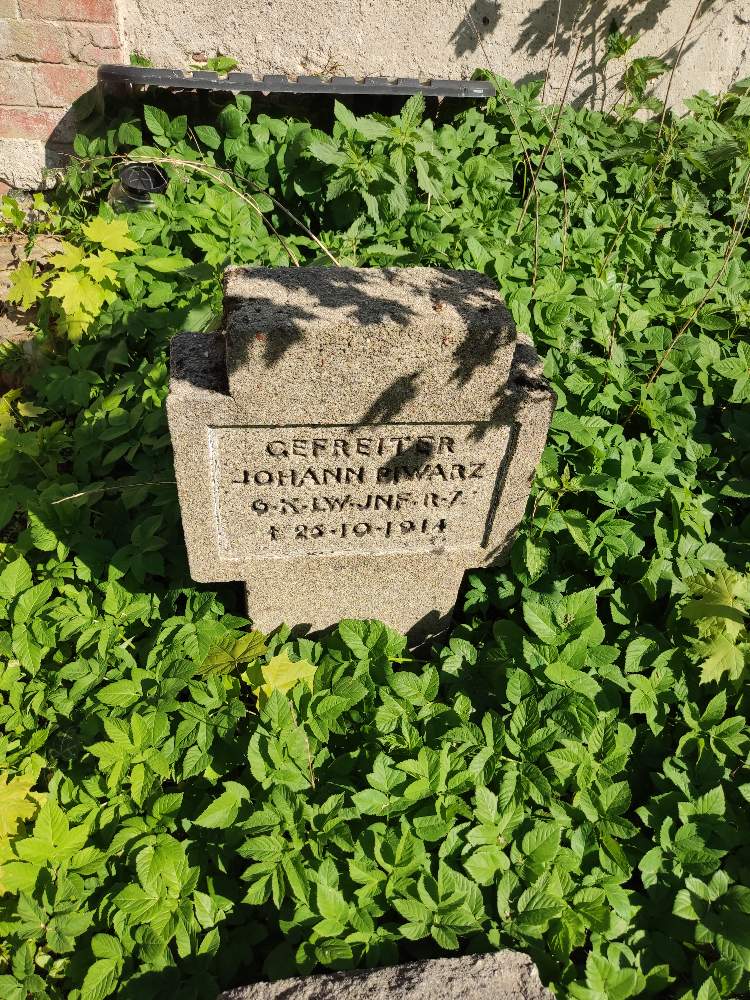 GEFREITER
JOHANN PIWARZ
6·K·LW·JNF·R·7
† 26·10·1914